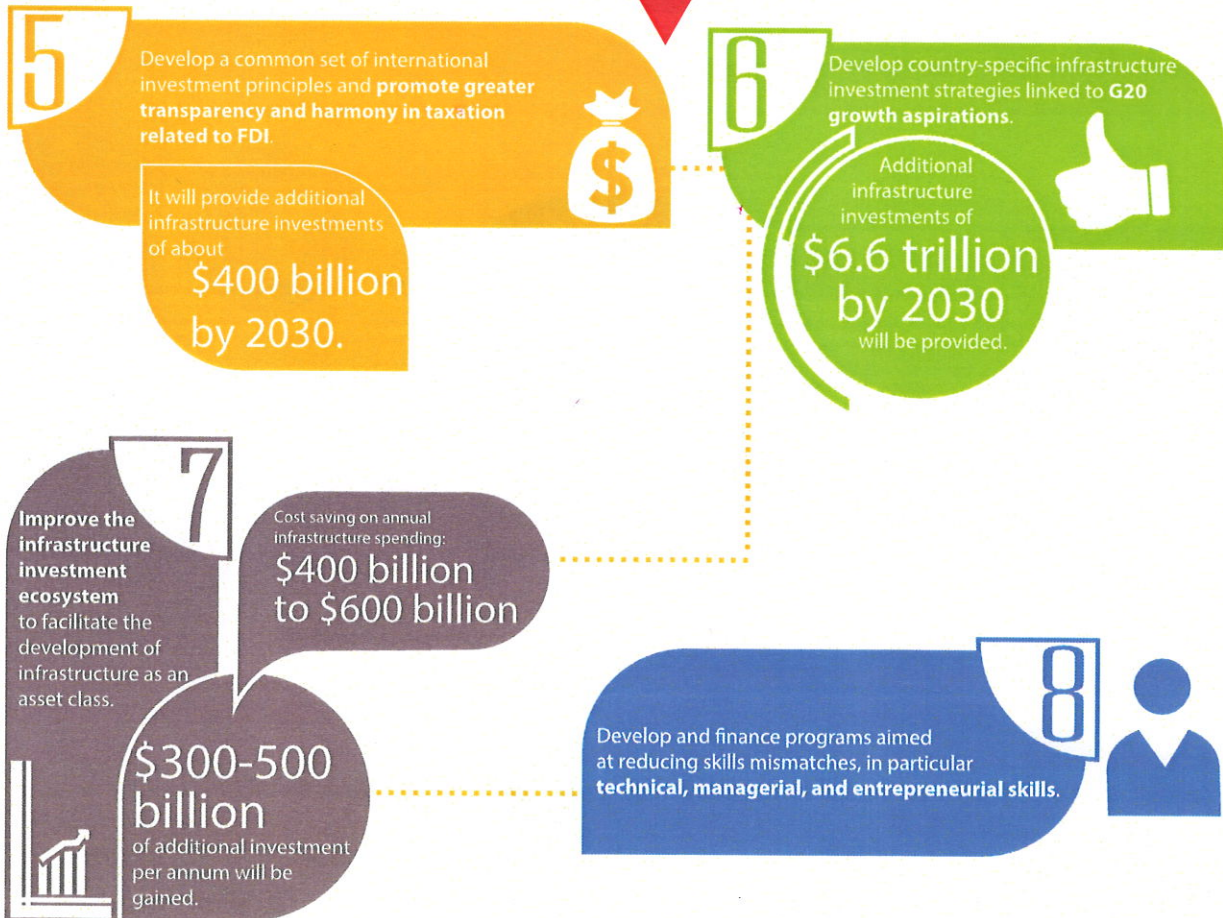 5
Develop a common set of international
investment principles and promote greater
transparency and harmony in taxation
related to FDI.
$
It will provide additional
infrastructure investments
of about
$400 billion
by 2030.
6
Develop country-specific infrastructure
investment strategies linked to G20
growth aspirations.
Additional
infrastructure
investments of
$6.6 trillion
by 2030
will be provided.
7
Improve the
infrastructure
investment
ecosystem
to facilitate the
development of
infrastructure as an
asset class.
Cost saving on annual
infrastructure spending:
$400 billion
to $600 billion
$300-500
billion
of additional investment
per annum will be
gained.
8
Develop and finance programs aimed
at reducing skills mismatches, in particular
technical, managerial, and entrepreneurial skills.